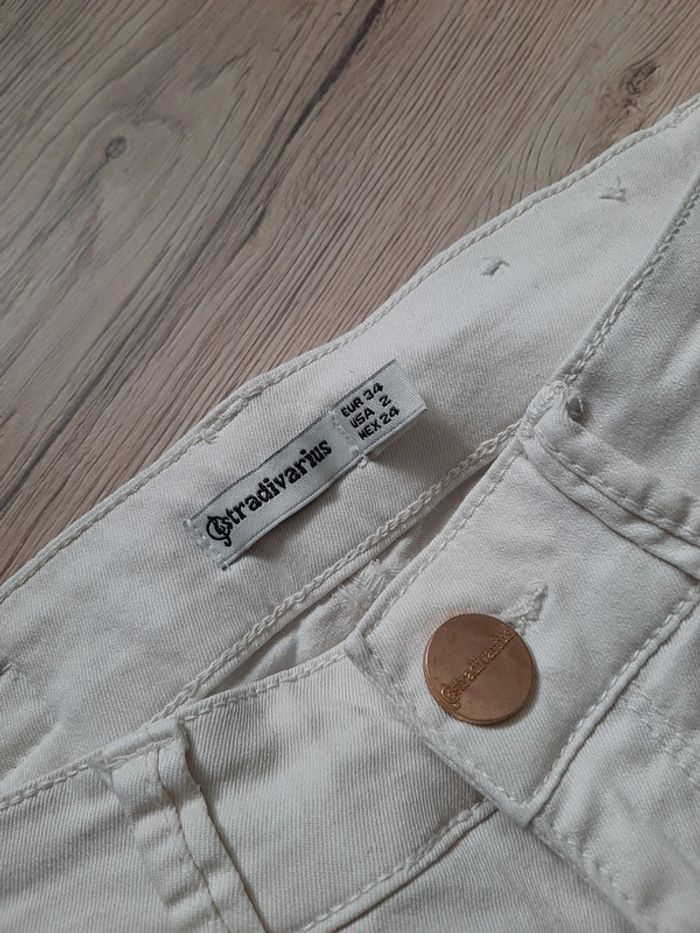 stradivarius
EUR 34
USA 2
MEX 24
stradivarius